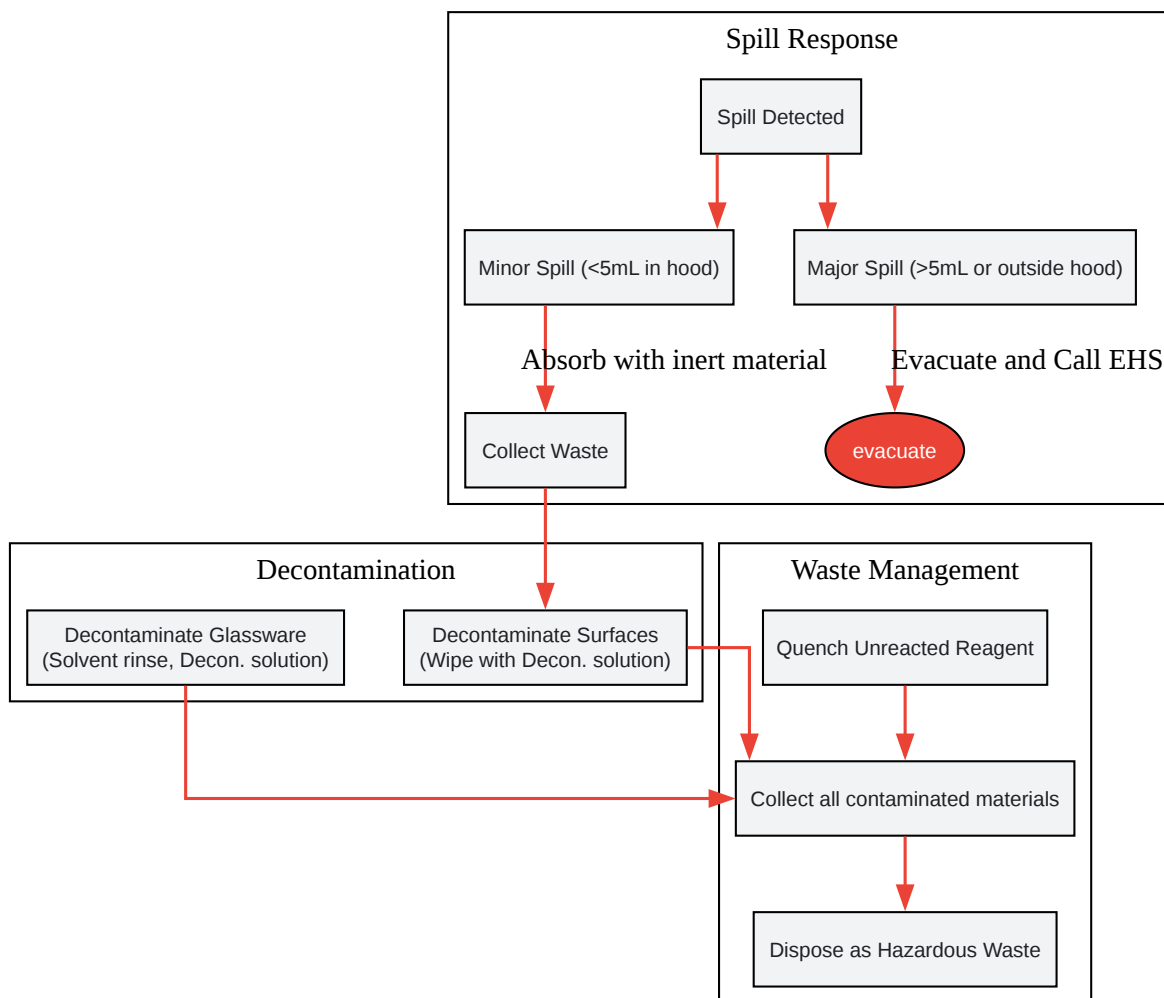 Spill Response
Spill Detected
Minor Spill (<5mL in hood)
Major Spill (>5mL or outside hood)
Absorb with inert material
Evacuate and Call EHS
Collect Waste
evacuate
Decontamination
Decontaminate Glassware
(Solvent rinse, Decon. solution)
Decontaminate Surfaces
(Wipe with Decon. solution)
Waste Management
Quench Unreacted Reagent
Collect all contaminated materials
Dispose as Hazardous Waste